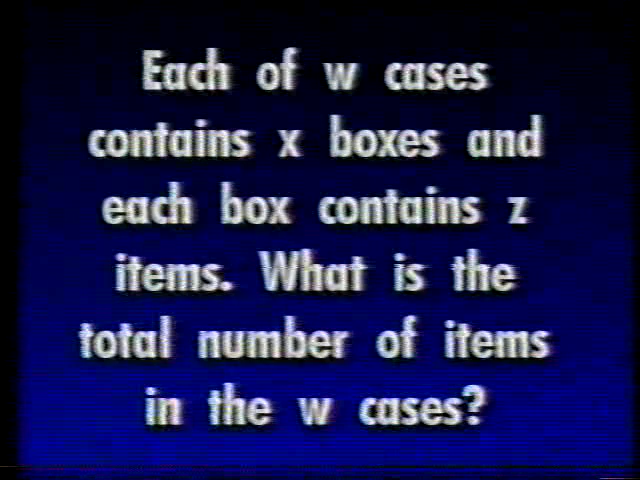 Each of w cases
contains x boxes and
each box contains z
items. What is the
total number of items
in the w cases?